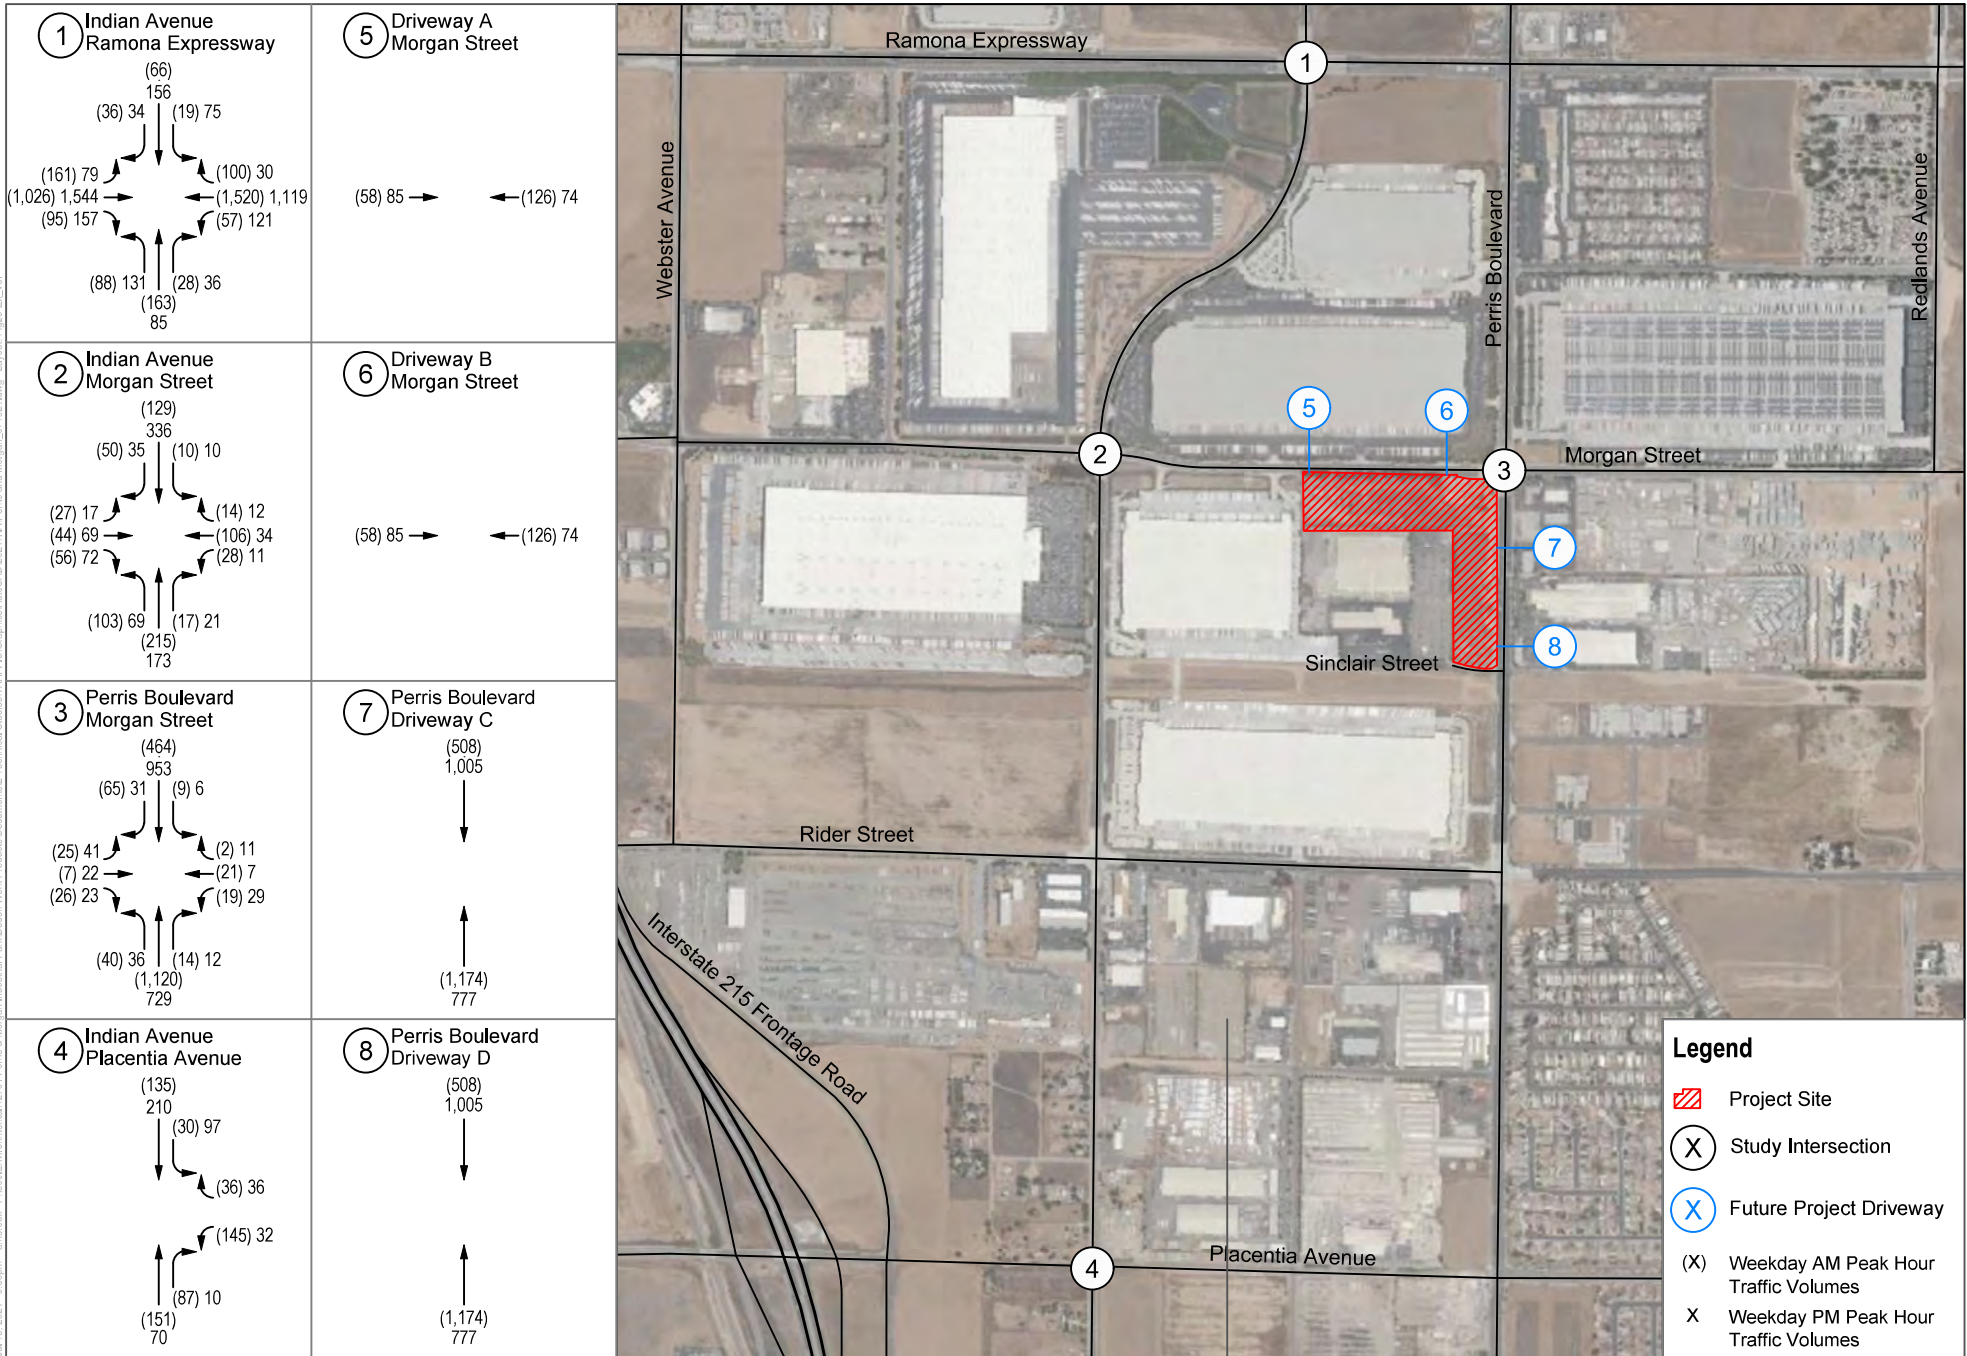 1
Indian Avenue
Ramona Expressway
(66)
156
(36) 34
(19) 75
(161) 79
(100) 30
(1,026) 1,544
(1,520) 1,119
(95) 157
(57) 121
(88) 131
(28) 36
(163)
85
5
Driveway A
Morgan Street
(58) 85
(126) 74
2
Indian Avenue
Morgan Street
(129)
336
(50) 35
(10) 10
(27) 17
(14) 12
(44) 69
(106) 34
(56) 72
(28) 11
(103) 69
(17) 21
(215)
173
6
Driveway B
Morgan Street
(58) 85
(126) 74
3
Perris Boulevard
Morgan Street
(464)
953
(65) 31
(9) 6
(25) 41
(2) 11
(7) 22
(21) 7
(26) 23
(19) 29
(40) 36
(14) 12
(1,120)
729
7
Perris Boulevard
Driveway C
(508)
1,005
(1,174)
777
4
Indian Avenue
Placentia Avenue
(135)
210
(30) 97
(36) 36
(145) 32
(87) 10
(151)
70
8
Perris Boulevard
Driveway D
(508)
1,005
(1,174)
777
Ramona Expressway
1
Webster Avenue
Perris Boulevard
Redlands Avenue
5
6
2
3
Morgan Street
7
8
Sinclair Street
Rider Street
Interstate 215 Frontage Road
4
Placentia Avenue
Legend
Project Site
X
Study Intersection
X
Future Project Driveway
(X)
Weekday AM Peak Hour
Traffic Volumes
X
Weekday PM Peak Hour
Traffic Volumes